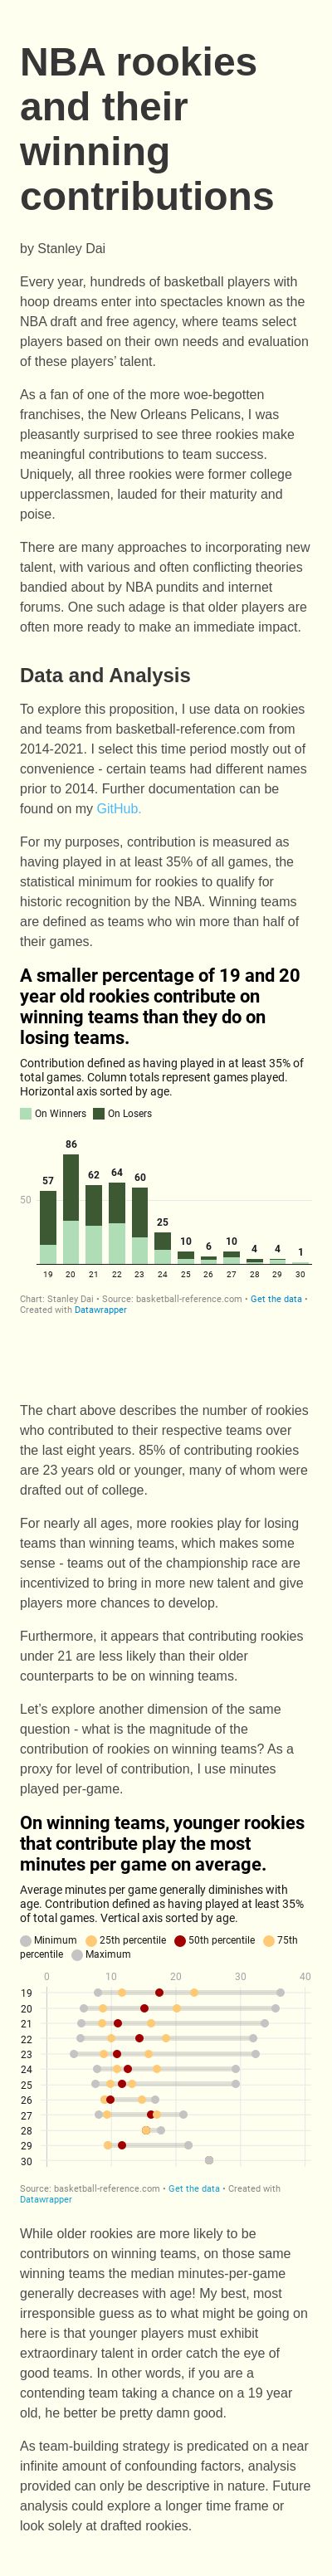 NBA rookies
and their
winning
contributions
by Stanley Dai
Every year, hundreds of basketball players with
hoop dreams enter into spectacles known as the
NBA draft and free agency, where teams select
players based on their own needs and evaluation
of these players’ talent.
As a fan of one of the more woe-begotten
franchises, the New Orleans Pelicans, I was
pleasantly surprised to see three rookies make
meaningful contributions to team success.
Uniquely, all three rookies were former college
upperclassmen, lauded for their maturity and
poise.
There are many approaches to incorporating new
talent, with various and often conflicting theories
bandied about by NBA pundits and internet
forums. One such adage is that older players are
often more ready to make an immediate impact.
Data and Analysis
To explore this proposition, I use data on rookies
and teams from basketball-reference.com from
2014-2021. I select this time period mostly out of
convenience - certain teams had different names
prior to 2014. Further documentation can be
found on my GitHub.
For my purposes, contribution is measured as
having played in at least 35% of all games, the
statistical minimum for rookies to qualify for
historic recognition by the NBA. Winning teams
are defined as teams who win more than half of
their games.
A smaller percentage of 19 and 20
year old rookies contribute on
winning teams than they do on
losing teams.
Contribution defined as having played in at least 35% of
total games. Column totals represent games played.
Horizontal axis sorted by age.
On Winners On Losers
57 86 62 64 60 25 10 6 10 4 4 1
50
19 20 21 22 23 24 25 26 27 28 29 30
Chart: Stanley Dai • Source: basketball-reference.com • Get the data •
Created with Datawrapper
The chart above describes the number of rookies
who contributed to their respective teams over
the last eight years. 85% of contributing rookies
are 23 years old or younger, many of whom were
drafted out of college.
For nearly all ages, more rookies play for losing
teams than winning teams, which makes some
sense - teams out of the championship race are
incentivized to bring in more new talent and give
players more chances to develop.
Furthermore, it appears that contributing rookies
under 21 are less likely than their older
counterparts to be on winning teams.
Let’s explore another dimension of the same
question - what is the magnitude of the
contribution of rookies on winning teams? As a
proxy for level of contribution, I use minutes
played per-game.
On winning teams, younger rookies
that contribute play the most
minutes per game on average.
Average minutes per game generally diminishes with
age. Contribution defined as having played at least 35%
of total games. Vertical axis sorted by age.
Minimum 25th percentile 50th percentile 75th
percentile Maximum
0 10 20 30 40
19
20
21
22
23
24
25
26
27
28
29
30
Source: basketball-reference.com • Get the data • Created with
Datawrapper
While older rookies are more likely to be
contributors on winning teams, on those same
winning teams the median minutes-per-game
generally decreases with age! My best, most
irresponsible guess as to what might be going on
here is that younger players must exhibit
extraordinary talent in order catch the eye of
good teams. In other words, if you are a
contending team taking a chance on a 19 year
old, he better be pretty damn good.
As team-building strategy is predicated on a near
infinite amount of confounding factors, analysis
provided can only be descriptive in nature. Future
analysis could explore a longer time frame or
look solely at drafted rookies.